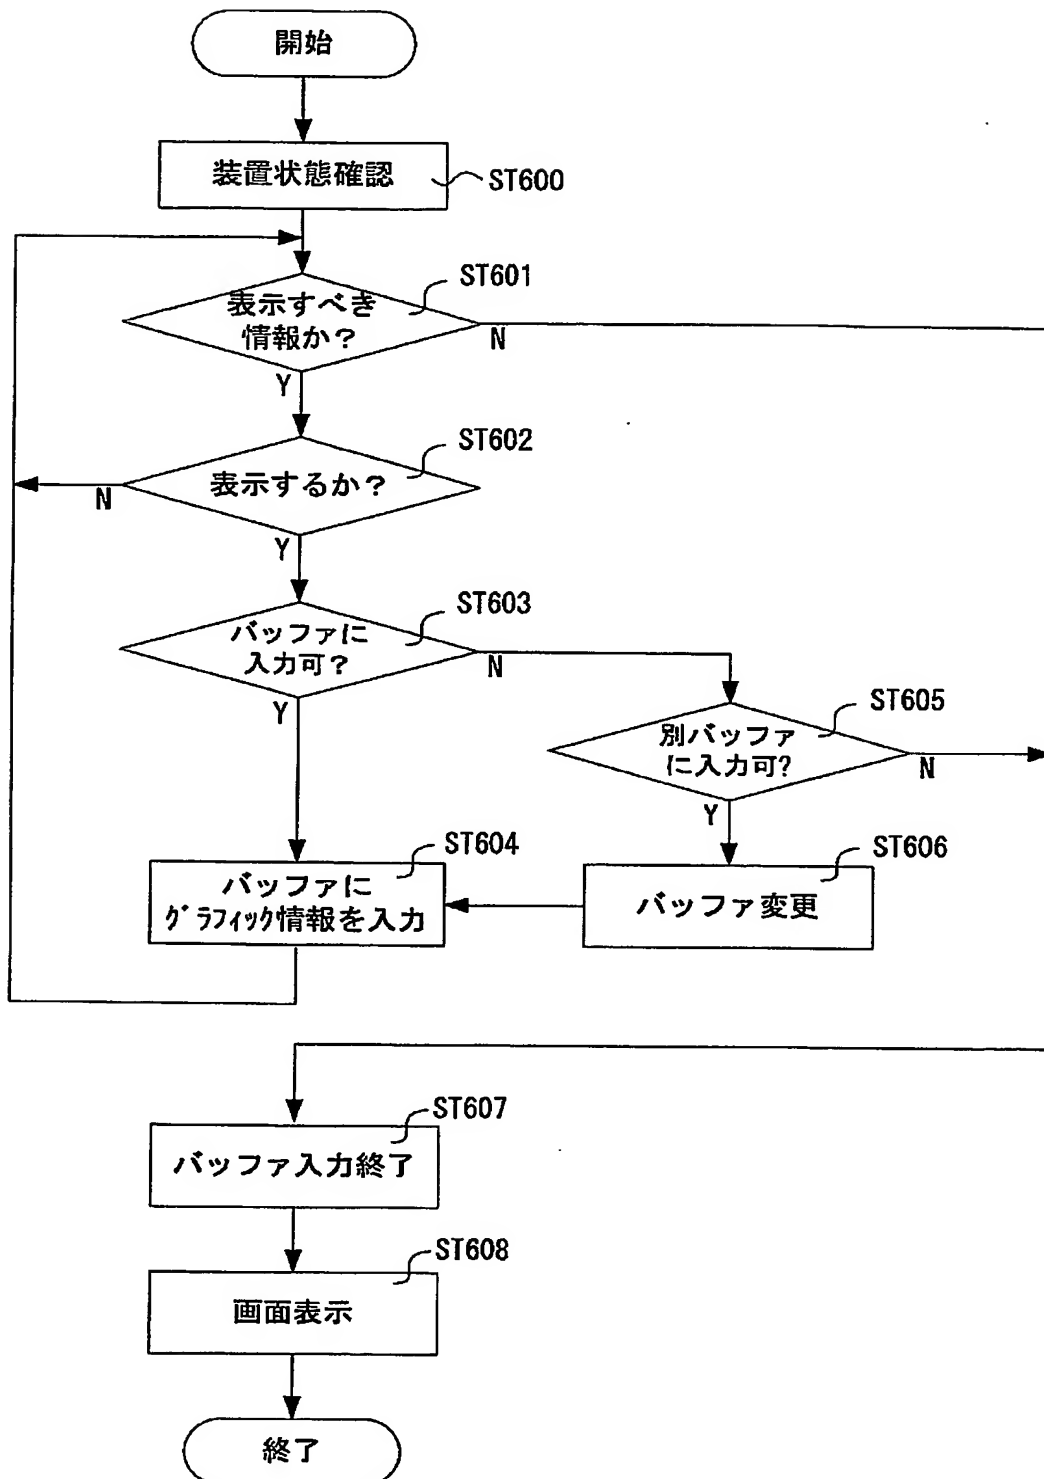 開始
装置状態確認
ST600
ST601
表示すべき
情報か?
N
Y
ST602
表示するか?
N
Y
ST603
バッファに
入力可?
N
Y
ST605
別バッファ
に入力可?
N
Y
ST604
バッファに
グラフィック情報を入力
ST606
バッファ変更
ST607
バッファ入力終了
ST608
画面表示
終了